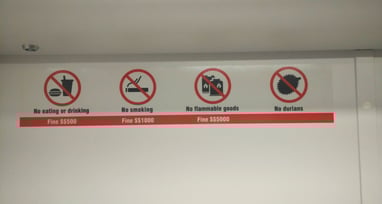 No eating or drinking No smoking No flammable goods No durians
Fine S$500 Fine S$1000 Fine S$5000